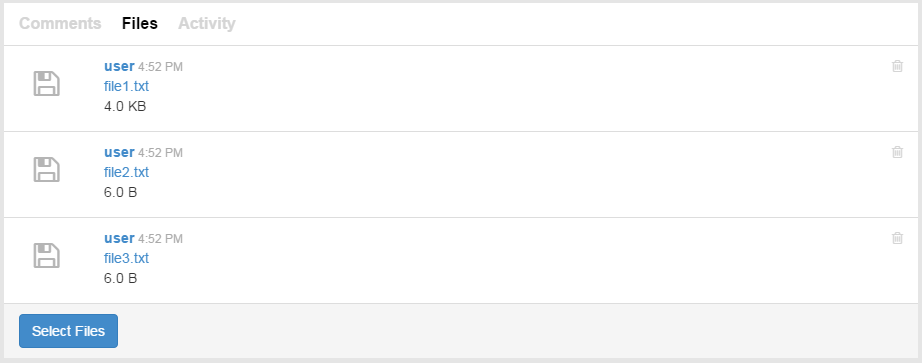 Comments Files Activity
user 4:52 PM
file1.txt
4.0 KB
user 4:52 PM
file2.txt
6.0 B
user 4:52 PM
file3.txt
6.0 B
Select Files